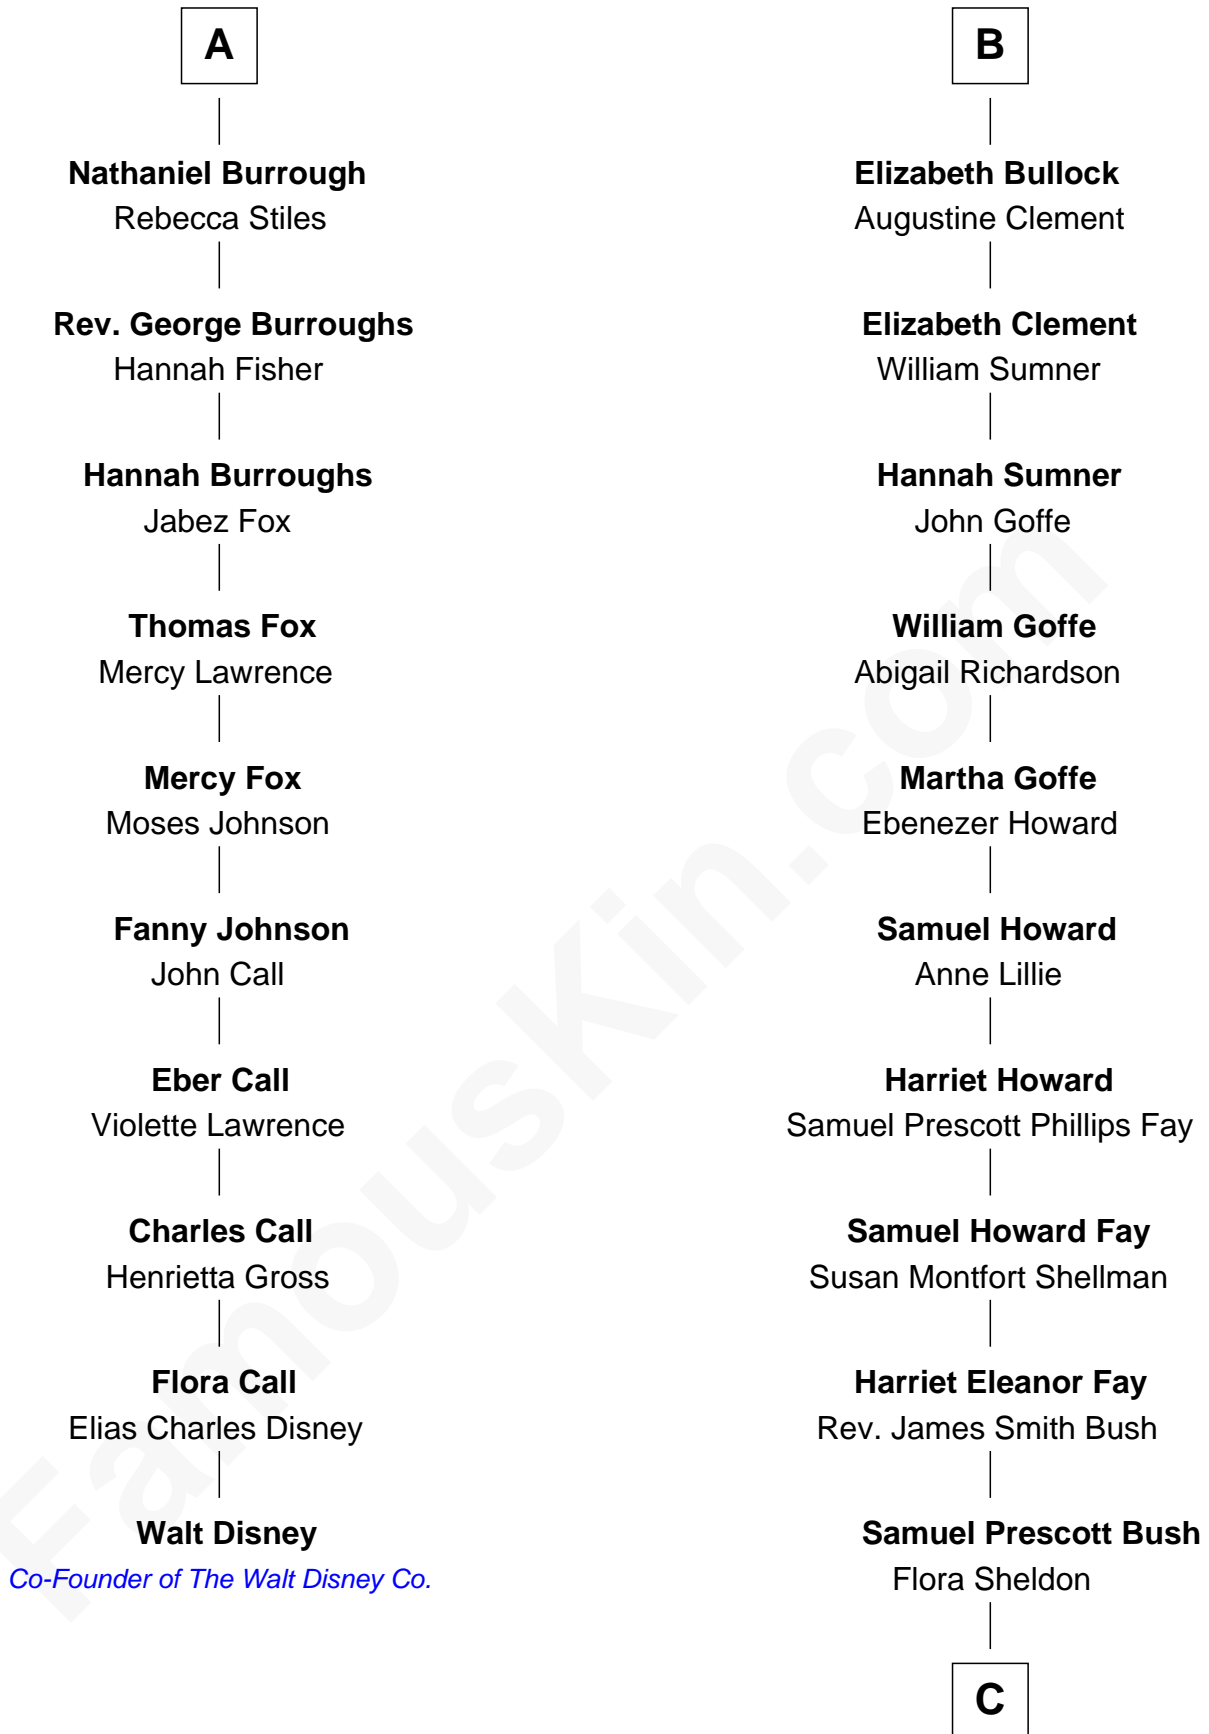 A
Nathaniel Burrough
Rebecca Stiles
Rev. George Burroughs
Hannah Fisher
Hannah Burroughs
Jabez Fox
Thomas Fox
Mercy Lawrence
Mercy Fox
Moses Johnson
Fanny Johnson
John Call
Eber Call
Violette Lawrence
Charles Call
Henrietta Gross
Flora Call
Elias Charles Disney
Walt Disney
Co-Founder of The Walt Disney Co.
B
Elizabeth Bullock
Augustine Clement
Elizabeth Clement
William Sumner
Hannah Sumner
John Goffe
William Goffe
Abigail Richardson
Martha Goffe
Ebenezer Howard
Samuel Howard
Anne Lillie
Harriet Howard
Samuel Prescott Phillips Fay
Samuel Howard Fay
Susan Montfort Shellman
Harriet Eleanor Fay
Rev. James Smith Bush
Samuel Prescott Bush
Flora Sheldon
C
FamousKin.com